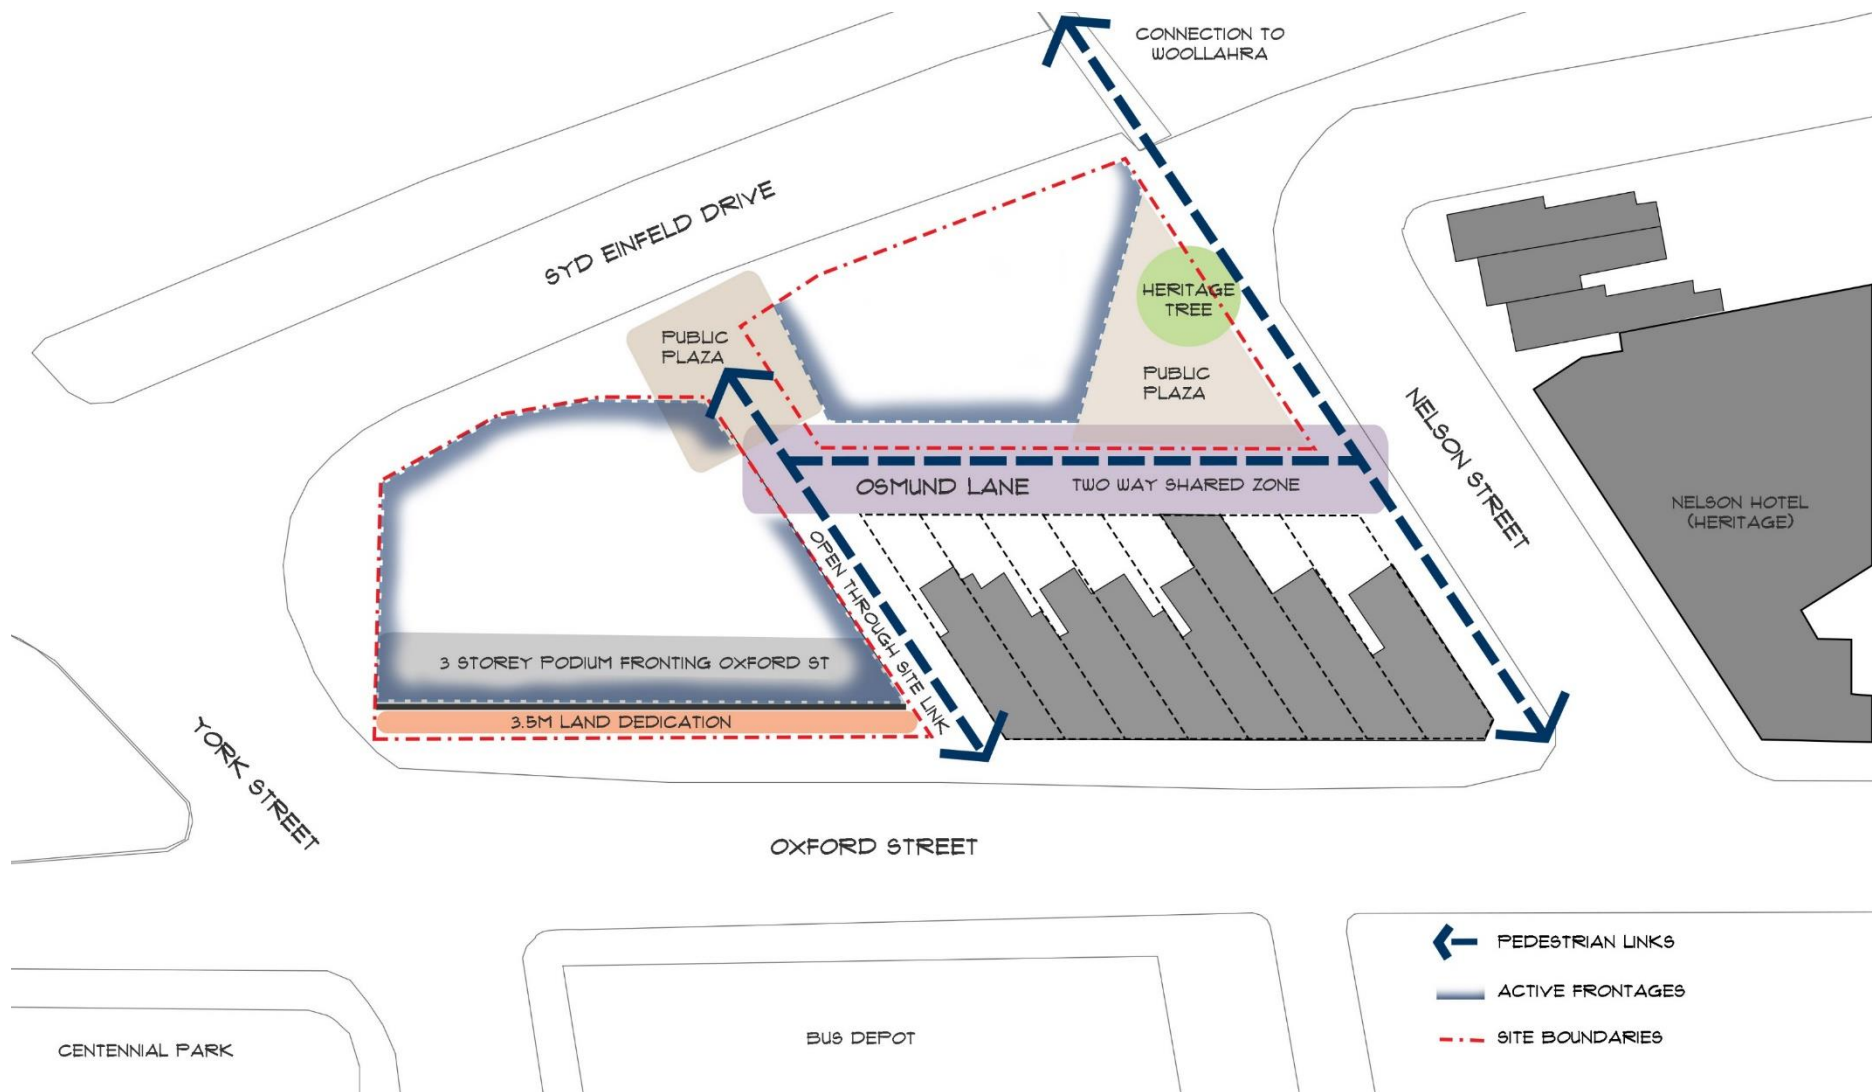 CONNECTION TO
WOOLLAHRA
SYD EINFELD DRIVE
HERITAGE
TREE
PUBLIC
PLAZA
PUBLIC
PLAZA
NELSON STREET
OSMUND LANE
TWO WAY SHARED ZONE
NELSON HOTEL
(HERITAGE)
OPEN THROUGH SITE LINK
3 STOREY PODIUM FRONTING OXFORD ST
3.5M LAND DEDICATION
YORK STREET
OXFORD STREET
PEDESTRIAN LINKS
ACTIVE FRONTAGES
SITE BOUNDARIES
BUS DEPOT
CENTENNIAL PARK